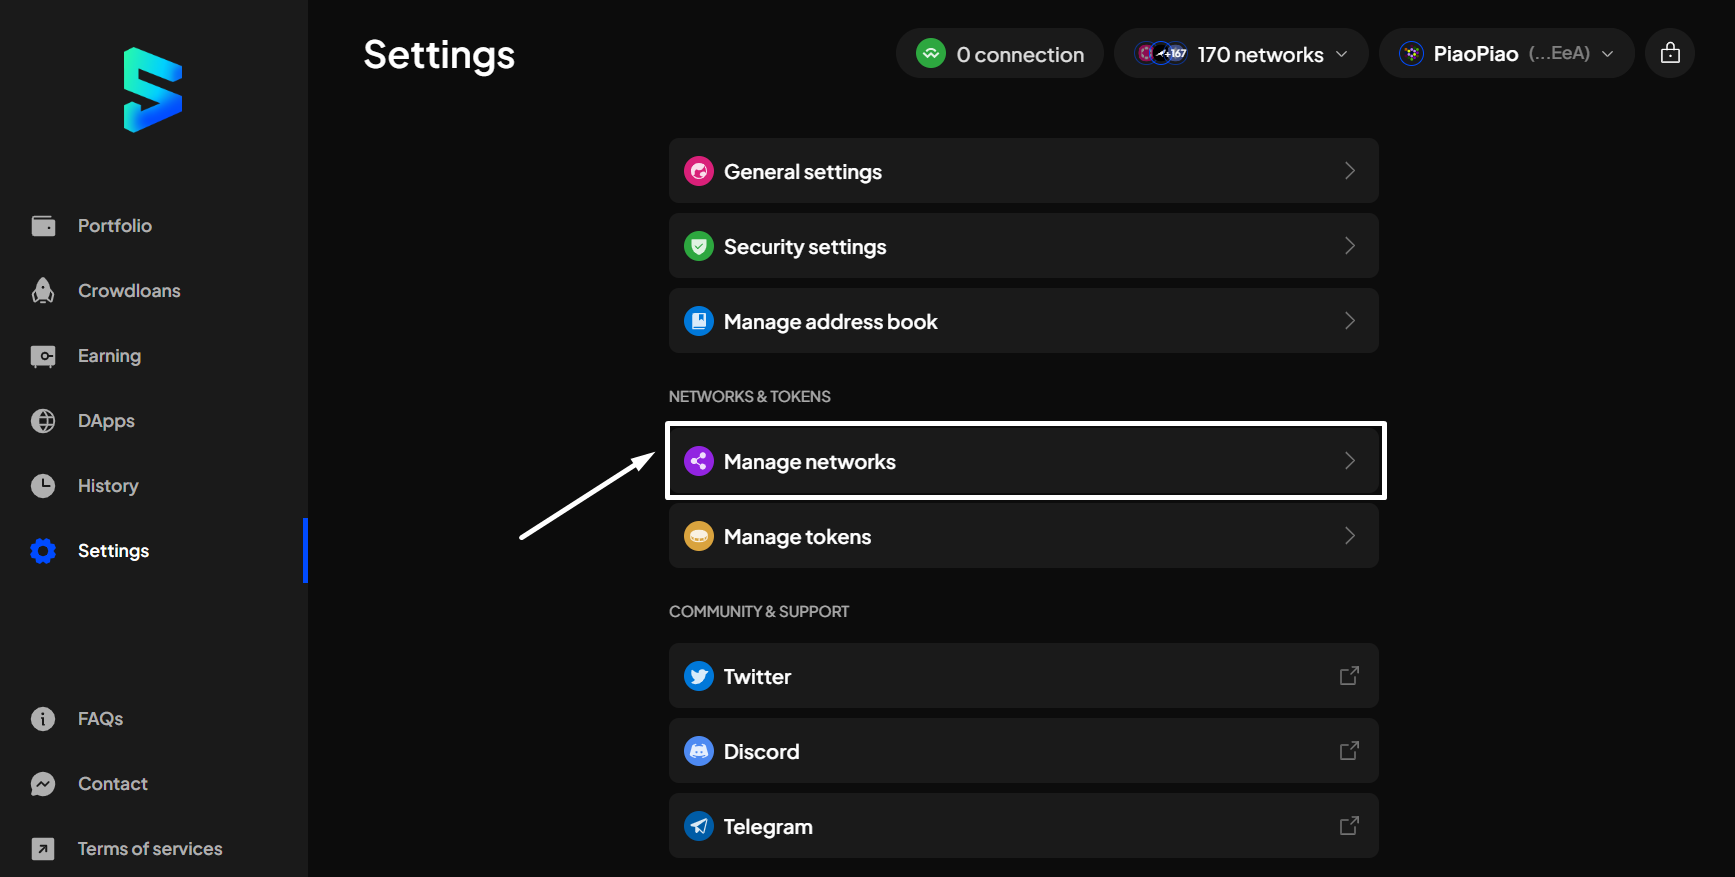 Settings
0 connection
+167
170 networks
PiaoPiao (...EeA)
Portfolio
Crowdloans
Earning
DApps
History
Settings
FAQs
Contact
Terms of services
General settings
Security settings
Manage address book
NETWORKS & TOKENS
Manage networks
Manage tokens
COMMUNITY & SUPPORT
Twitter
Discord
Telegram